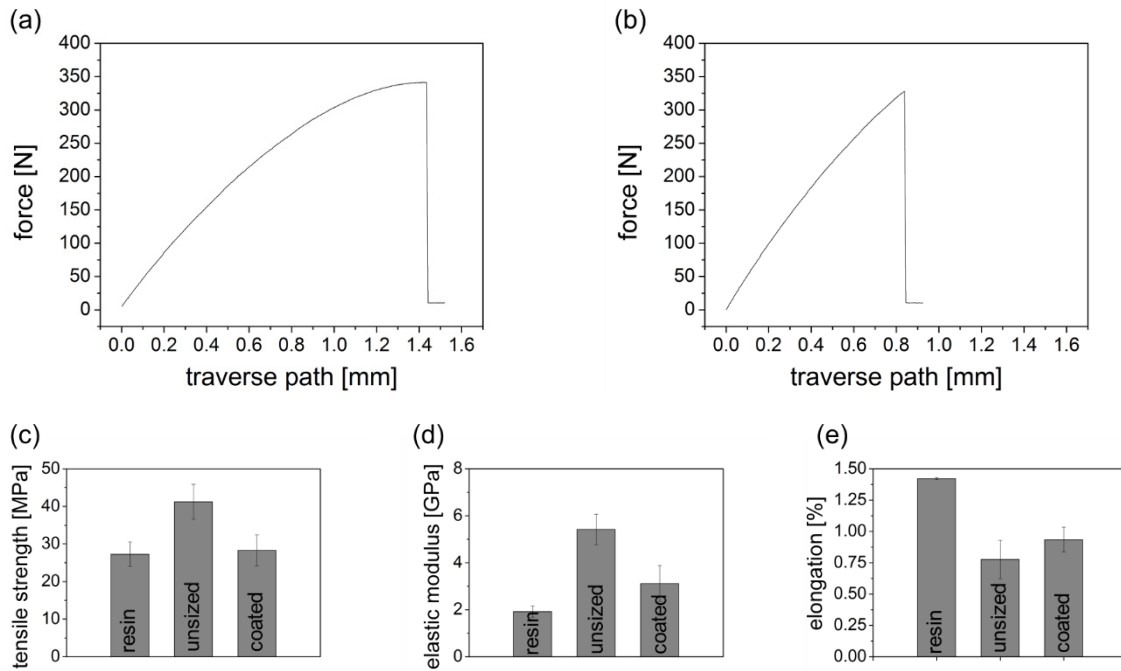 (a)
400
350
300
250
200
150
100
50
0
force [N]
0.0 0.2 0.4 0.6 0.8 1.0 1.2 1.4 1.6
traverse path [mm]
(b)
400
350
300
250
200
150
100
50
0
force [N]
0.0 0.2 0.4 0.6 0.8 1.0 1.2 1.4 1.6
traverse path [mm]
(c)
50
40
30
20
10
0
tensile strength [MPa]
resin
unsized
coated
(d)
8
6
4
2
0
elastic modulus [GPa]
resin
unsized
coated
(e)
1.50
1.25
1.00
0.75
0.50
0.25
0.00
elongation [%]
resin
unsized
coated